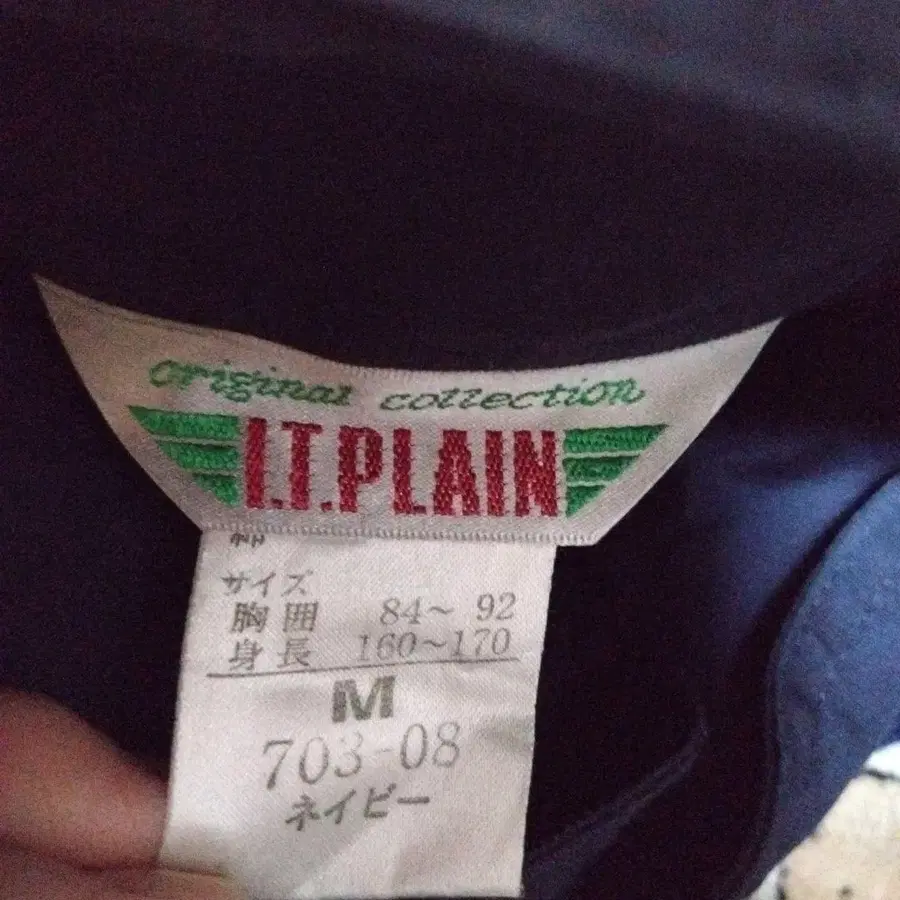 original collection
I.T.PLAIN
サイズ
胸囲 84～ 92
身長 160～170
M
703-08
ネイビー